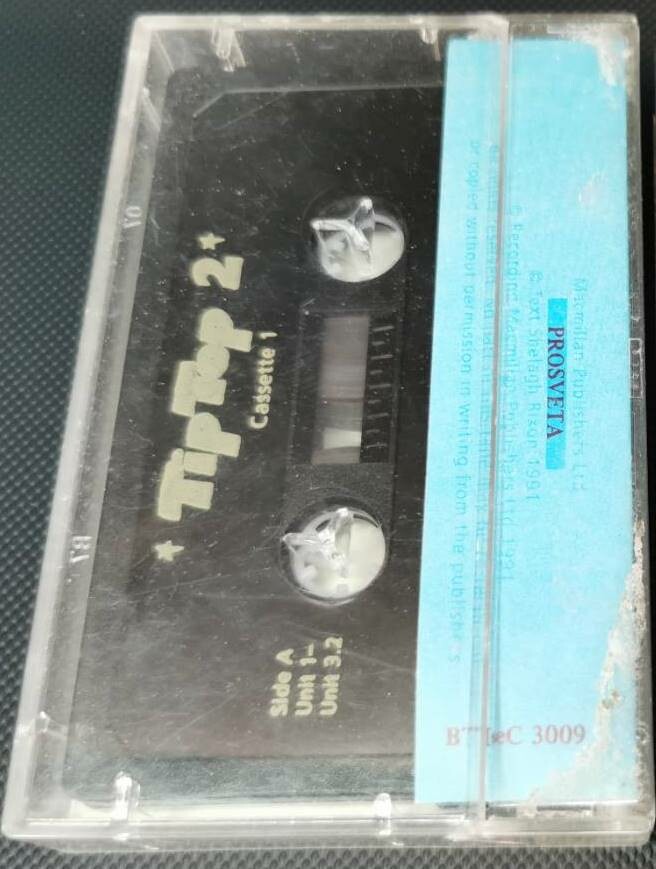 * TipTop 2 *
Cassette 1
Side A
Unit 1–
Unit 3.2
Macmillan Publishers Ltd
PROSVETA
© Text Shelagh Rixon 1991
© Recording Macmillan Publishers Ltd 1991
or copied without permission in writing from the publishers
3009